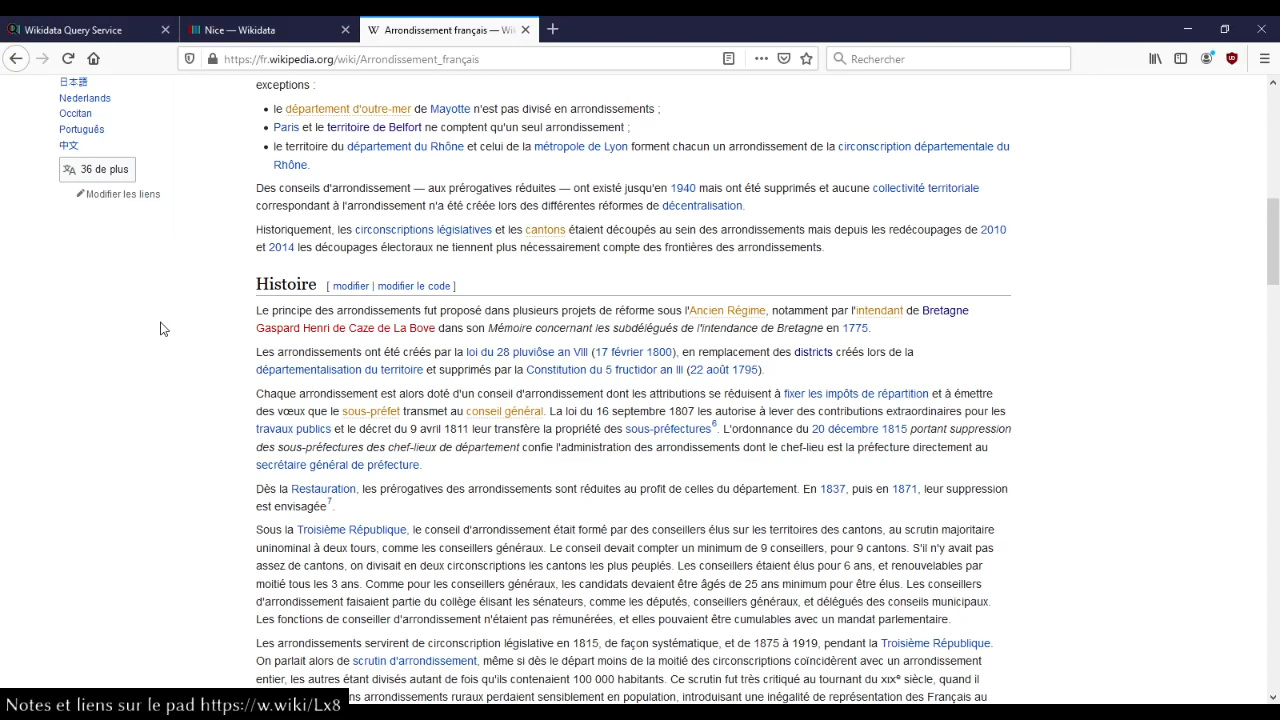 Wikidata Query Service
Nice — Wikidata
Arrondissement français — Wi
https://fr.wikipedia.org/wiki/Arrondissement_français
Rechercher
日本語
Nederlands
Occitan
Português
中文
36 de plus
Modifier les liens
exceptions :
le département d'outre-mer de Mayotte n'est pas divisé en arrondissements ;
Paris et le territoire de Belfort ne comptent qu'un seul arrondissement ;
le territoire du département du Rhône et celui de la métropole de Lyon forment chacun un arrondissement de la circonscription départementale du
Rhône.
Des conseils d'arrondissement — aux prérogatives réduites — ont existé jusqu'en 1940 mais ont été supprimés et aucune collectivité territoriale
correspondant à l'arrondissement n'a été créée lors des différentes réformes de décentralisation.
Historiquement, les circonscriptions législatives et les cantons étaient découpés au sein des arrondissements mais depuis les redécoupages de 2010
et 2014 les découpages électoraux ne tiennent plus nécessairement compte des frontières des arrondissements.
Histoire [ modifier | modifier le code ]
Le principe des arrondissements fut proposé dans plusieurs projets de réforme sous l'Ancien Régime, notamment par l'intendant de Bretagne
Gaspard Henri de Caze de La Bove dans son Mémoire concernant les subdélégués de l'intendance de Bretagne en 1775.
Les arrondissements ont été créés par la loi du 28 pluviôse an VIII (17 février 1800), en remplacement des districts créés lors de la
départementalisation du territoire et supprimés par la Constitution du 5 fructidor an III (22 août 1795).
Chaque arrondissement est alors doté d'un conseil d'arrondissement dont les attributions se réduisent à fixer les impôts de répartition et à émettre
des vœux que le sous-préfet transmet au conseil général. La loi du 16 septembre 1807 les autorise à lever des contributions extraordinaires pour les
travaux publics et le décret du 9 avril 1811 leur transfère la propriété des sous-préfectures6. L'ordonnance du 20 décembre 1815 portant suppression
des sous-préfectures des chef-lieux de département confie l'administration des arrondissements dont le chef-lieu est la préfecture directement au
secrétaire général de préfecture.
Dès la Restauration, les prérogatives des arrondissements sont réduites au profit de celles du département. En 1837, puis en 1871, leur suppression
est envisagée7.
Sous la Troisième République, le conseil d'arrondissement était formé par des conseillers élus sur les territoires des cantons, au scrutin majoritaire
uninominal à deux tours, comme les conseillers généraux. Le conseil devait compter un minimum de 9 conseillers, pour 9 cantons. S'il n'y avait pas
assez de cantons, on divisait en deux circonscriptions les cantons les plus peuplés. Les conseillers étaient élus pour 6 ans, et renouvelables par
moitié tous les 3 ans. Comme pour les conseillers généraux, les candidats devaient être âgés de 25 ans minimum pour être élus. Les conseillers
d'arrondissement faisaient partie du collège élisant les sénateurs, comme les députés, conseillers généraux, et délégués des conseils municipaux.
Les fonctions de conseiller d'arrondissement n'étaient pas rémunérées, et elles pouvaient être cumulables avec un mandat parlementaire.
Les arrondissements servirent de circonscription législative en 1815, de façon systématique, et de 1875 à 1919, pendant la Troisième République.
On parlait alors de scrutin d'arrondissement, même si dès le départ moins de la moitié des circonscriptions coïncidèrent avec un arrondissement
entier, les autres étant divisés autant de fois qu'ils contenaient 100 000 habitants. Ce scrutin fut très critiqué au tournant du XIXe siècle, quand il
ns arrondissements ruraux perdaient sensiblement en population, introduisant une inégalité de représentation des Français au
Notes et liens sur le pad https://w.wiki/Lx8